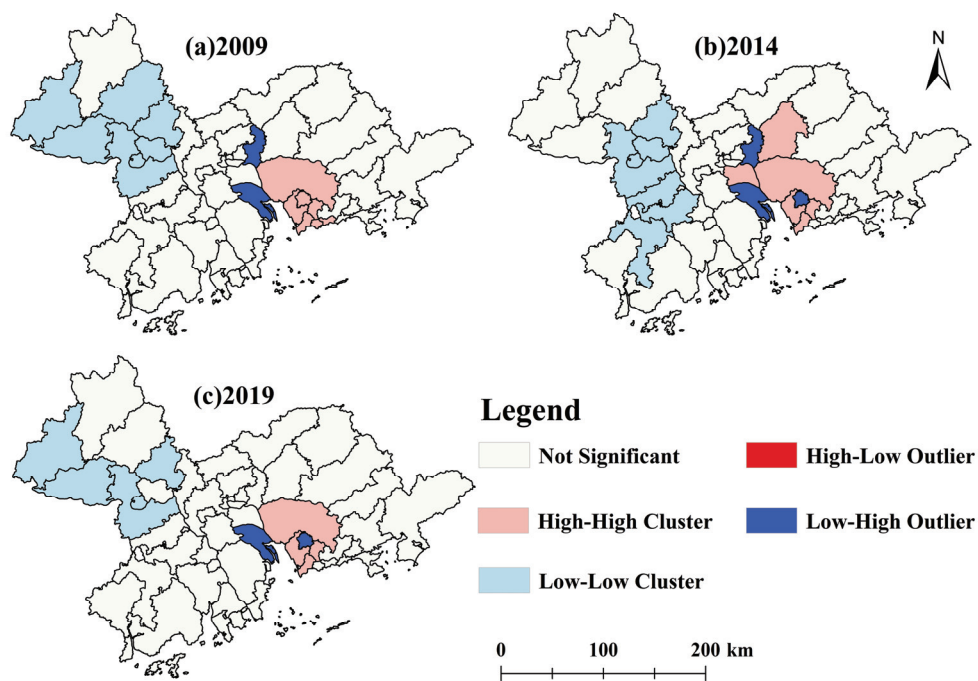 (a)2009
(b)2014
N
(c)2019
Legend
Not Significant
High-Low Outlier
High-High Cluster
Low-High Outlier
Low-Low Cluster
0 100 200 km